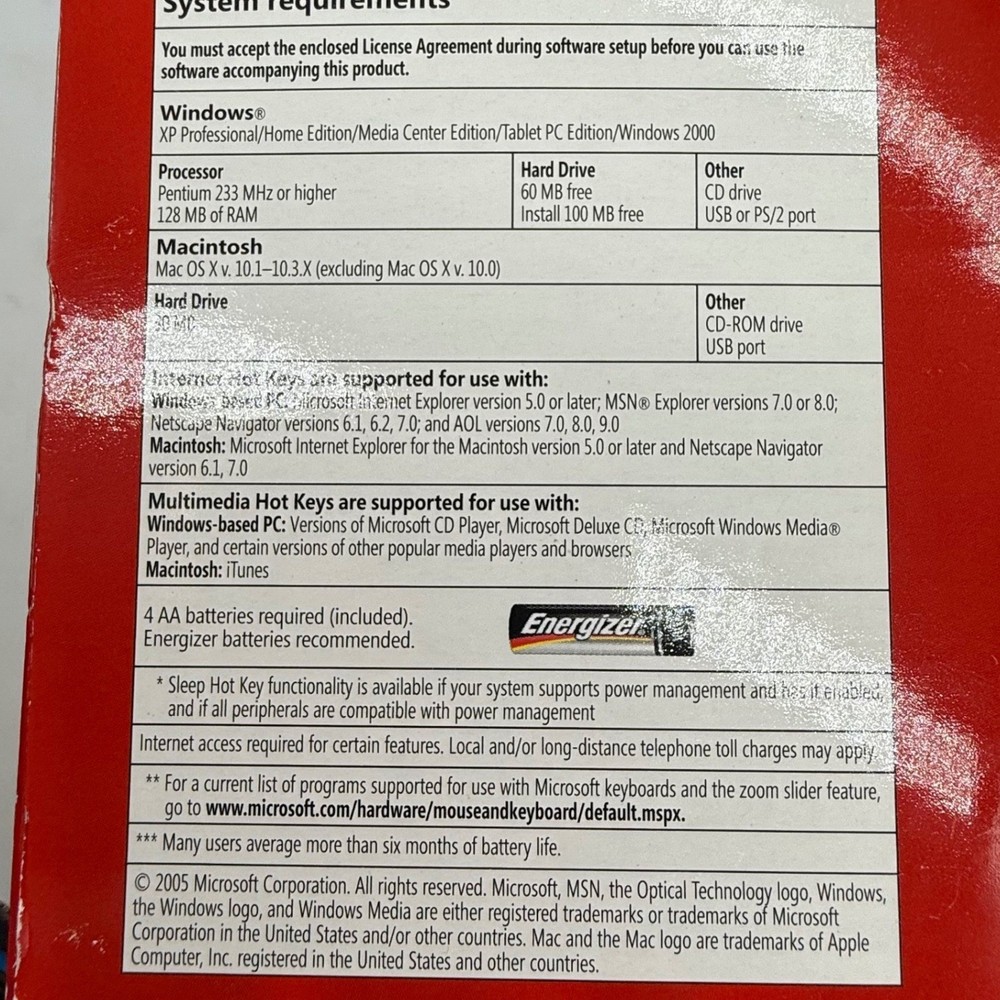 System requirements
You must accept the enclosed License Agreement during software setup before you can use the
software accompanying this product.
Windows®
XP Professional/Home Edition/Media Center Edition/Tablet PC Edition/Windows 2000
Processor
Pentium 233 MHz or higher
128 MB of RAM
Hard Drive
60 MB free
Install 100 MB free
Other
CD drive
USB or PS/2 port
Macintosh
Mac OS X v. 10.1–10.3.X (excluding Mac OS X v. 10.0)
Hard Drive
Other
CD-ROM drive
USB port
Internet Hot Keys are supported for use with:
Windows-based PC: Microsoft Internet Explorer version 5.0 or later; MSN® Explorer versions 7.0 or 8.0;
Netscape Navigator versions 6.1, 6.2, 7.0; and AOL versions 7.0, 8.0, 9.0
Macintosh: Microsoft Internet Explorer for the Macintosh version 5.0 or later and Netscape Navigator
version 6.1, 7.0
Multimedia Hot Keys are supported for use with:
Windows-based PC: Versions of Microsoft CD Player, Microsoft Deluxe CD, Microsoft Windows Media®
Player, and certain versions of other popular media players and browsers
Macintosh: iTunes
4 AA batteries required (included).
Energizer batteries recommended.
Energizer
* Sleep Hot Key functionality is available if your system supports power management and has it enabled,
and if all peripherals are compatible with power management
Internet access required for certain features. Local and/or long-distance telephone toll charges may apply
** For a current list of programs supported for use with Microsoft keyboards and the zoom slider feature,
go to www.microsoft.com/hardware/mouseandkeyboard/default.mspx.
*** Many users average more than six months of battery life.
© 2005 Microsoft Corporation. All rights reserved. Microsoft, MSN, the Optical Technology logo, Windows,
the Windows logo, and Windows Media are either registered trademarks or trademarks of Microsoft
Corporation in the United States and/or other countries. Mac and the Mac logo are trademarks of Apple
Computer, Inc. registered in the United States and other countries.